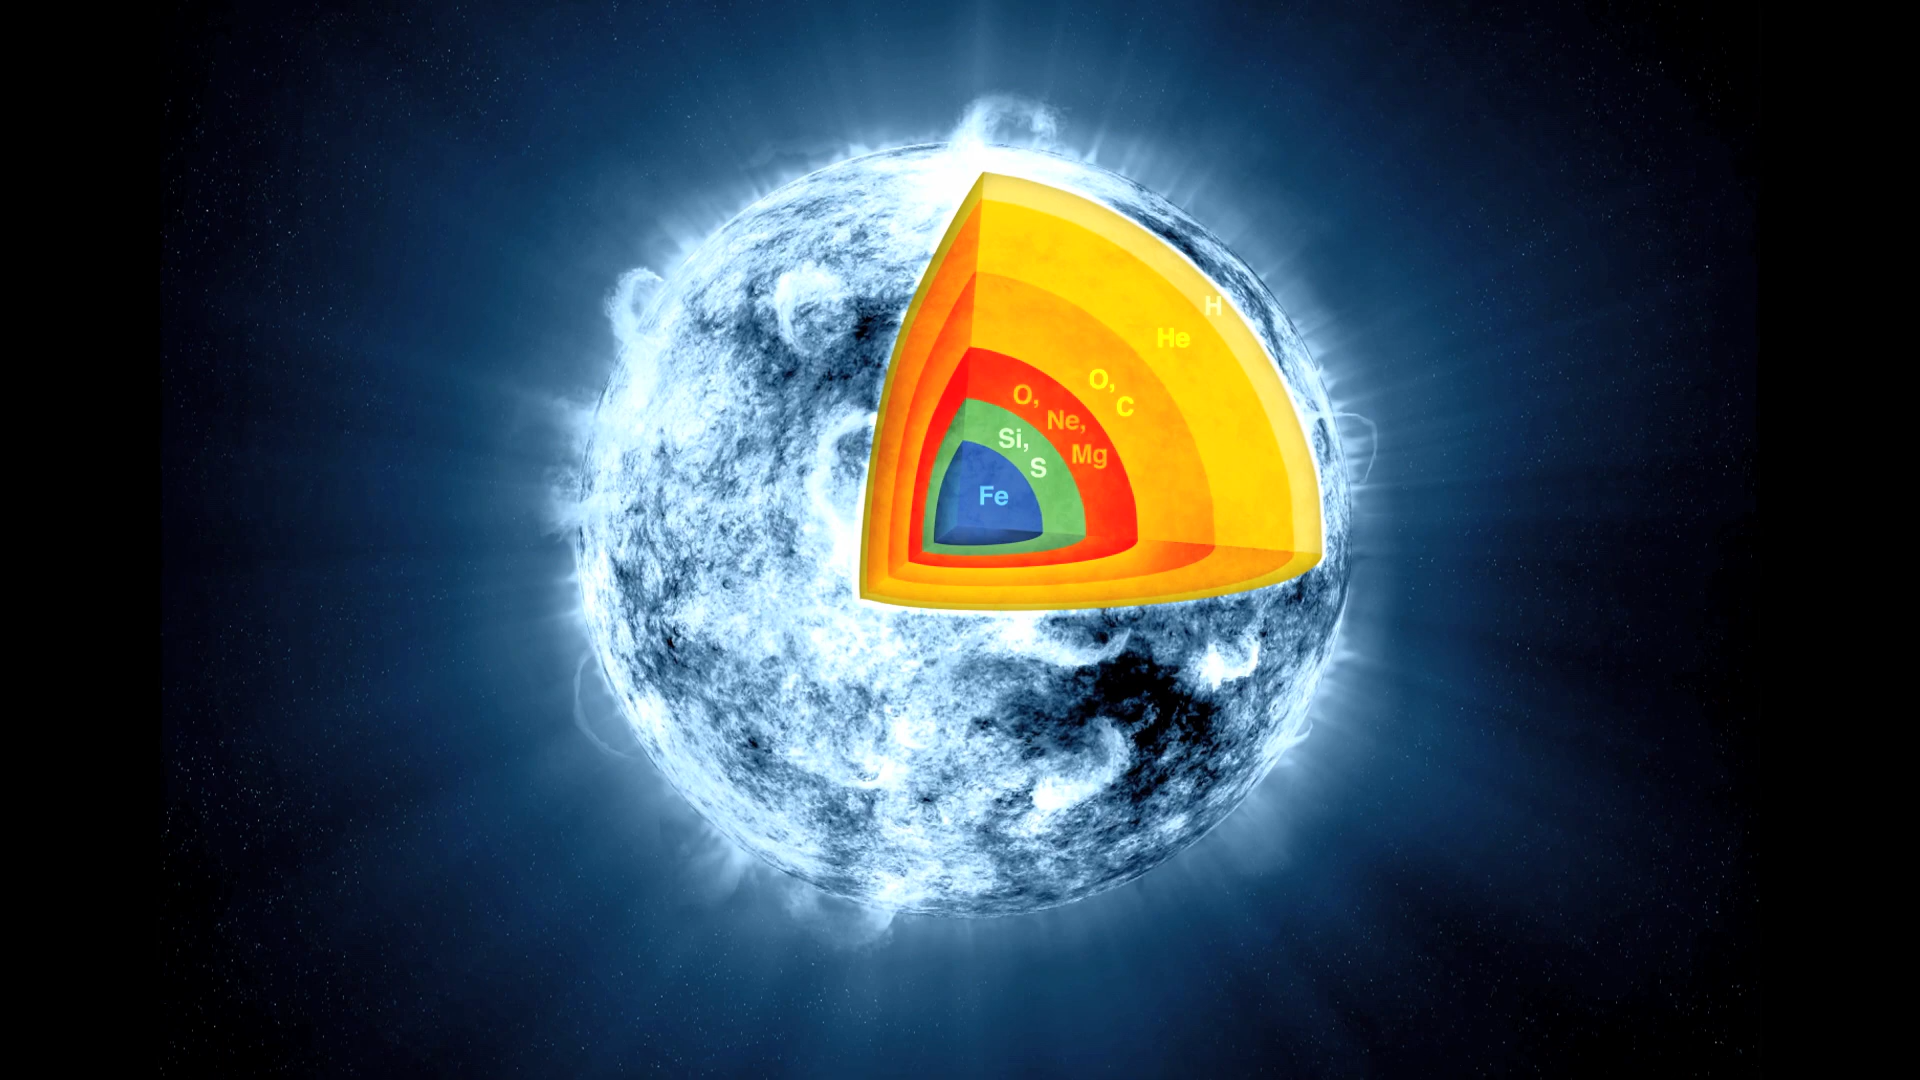 H
He
O,
C
O,
Ne,
Mg
Si,
S
Fe